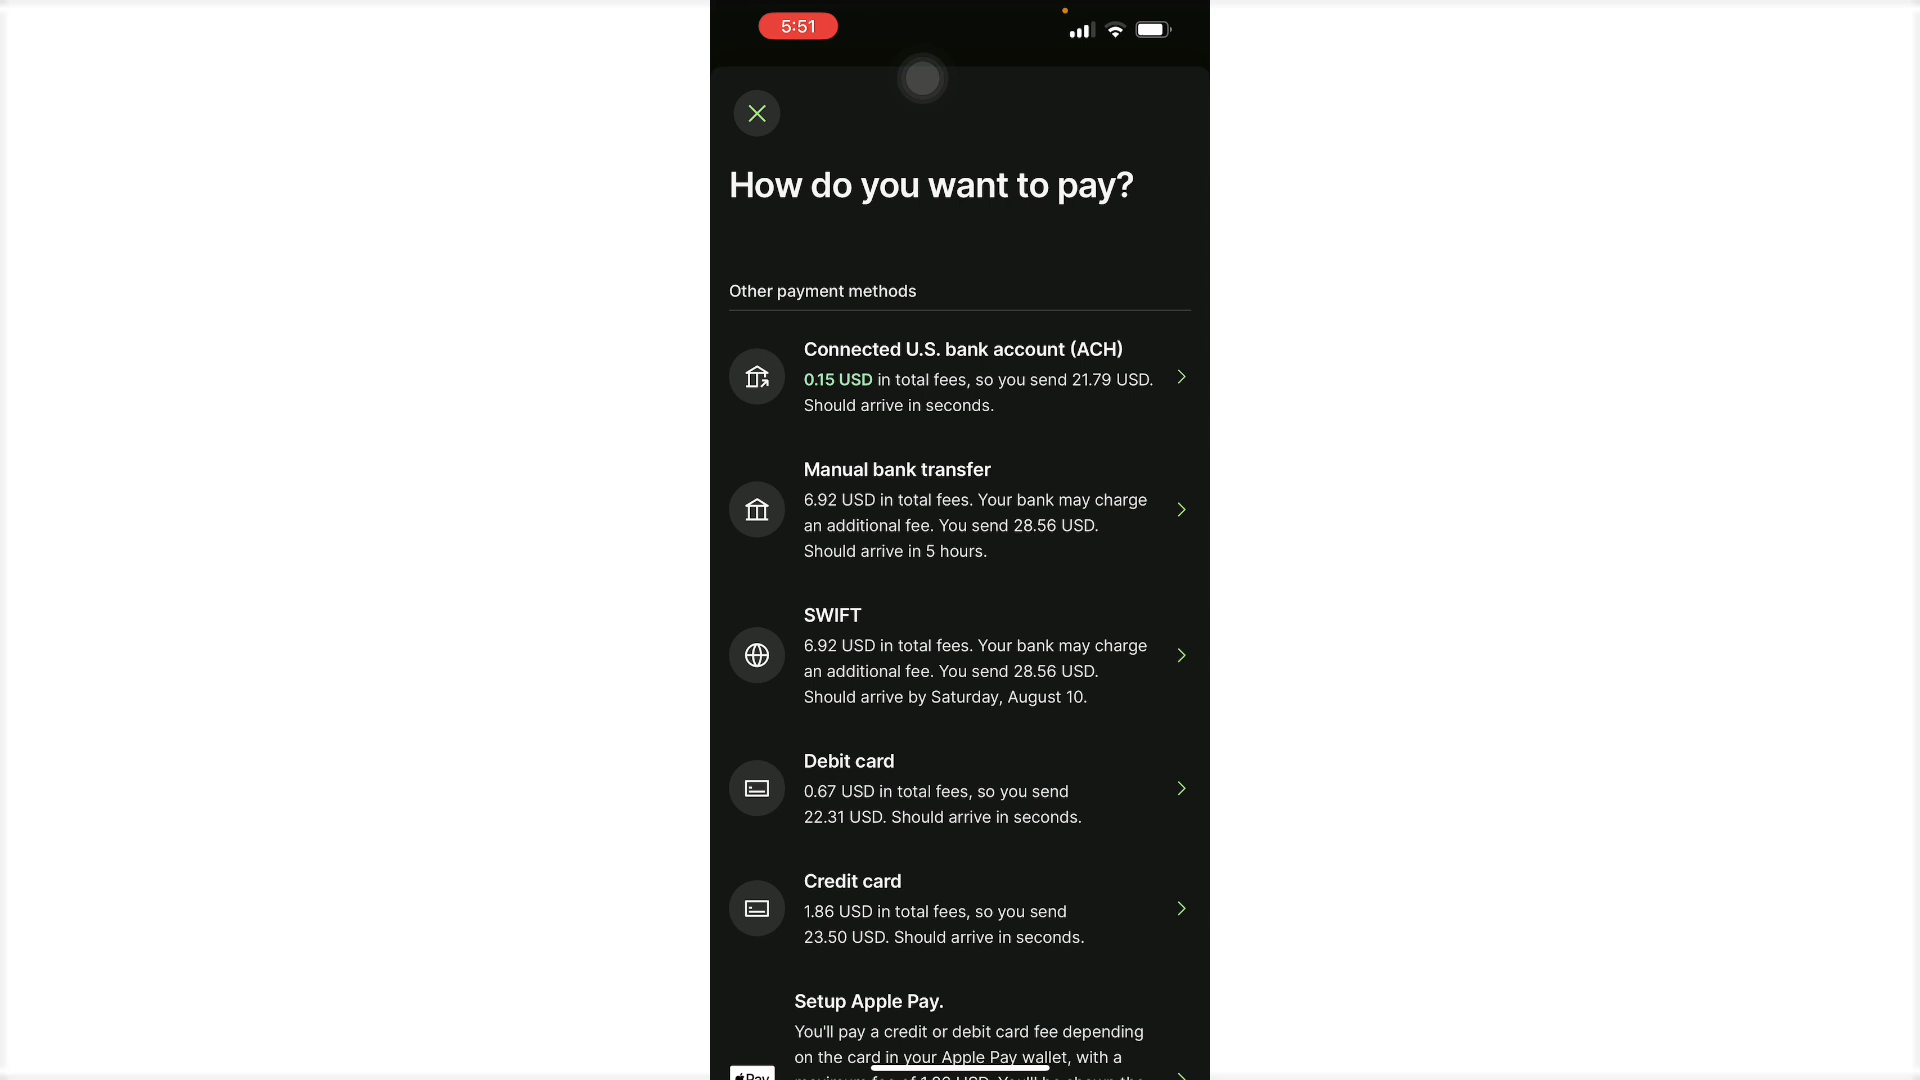 5:51
How do you want to pay?
Other payment methods
Connected U.S. bank account (ACH)
0.15 USD in total fees, so you send 21.79 USD.
Should arrive in seconds.
Manual bank transfer
6.92 USD in total fees. Your bank may charge
an additional fee. You send 28.56 USD.
Should arrive in 5 hours.
SWIFT
6.92 USD in total fees. Your bank may charge
an additional fee. You send 28.56 USD.
Should arrive by Saturday, August 10.
Debit card
0.67 USD in total fees, so you send
22.31 USD. Should arrive in seconds.
Credit card
1.86 USD in total fees, so you send
23.50 USD. Should arrive in seconds.
Setup Apple Pay.
You'll pay a credit or debit card fee depending
on the card in your Apple Pay wallet, with a
Pay